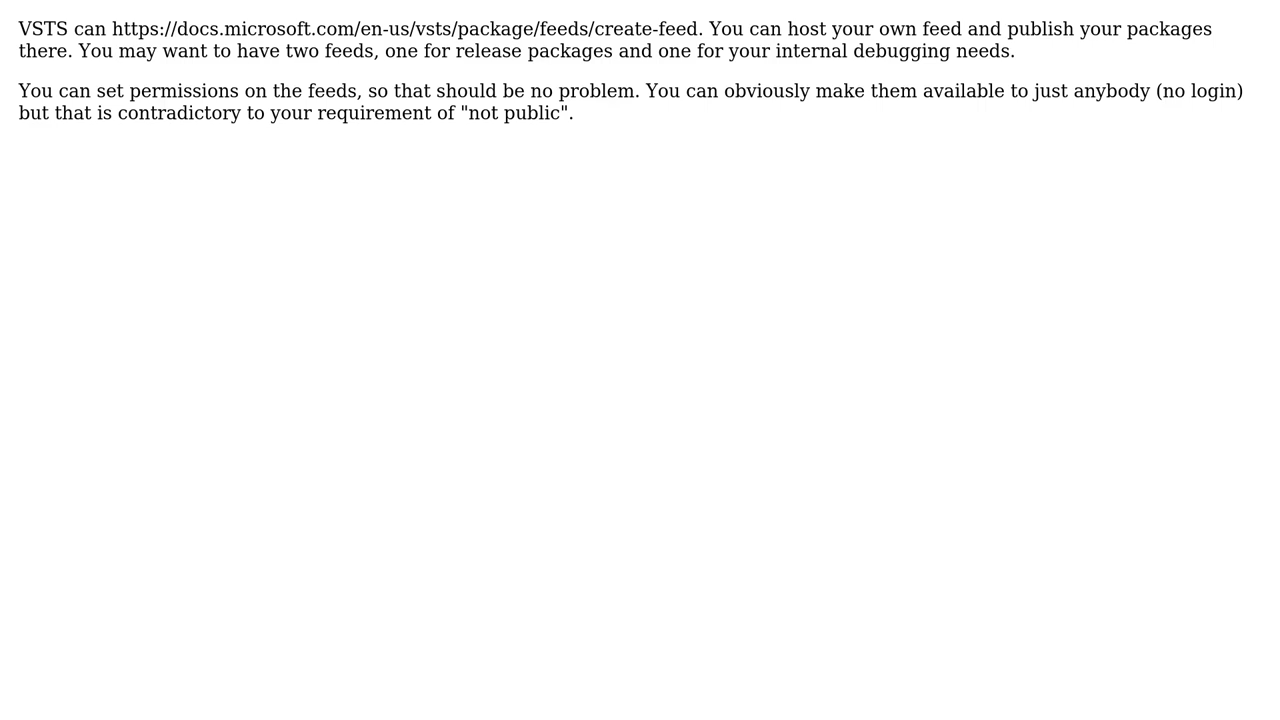 VSTS can https://docs.microsoft.com/en-us/vsts/package/feeds/create-feed. You can host your own feed and publish your packages
there. You may want to have two feeds, one for release packages and one for your internal debugging needs.
You can set permissions on the feeds, so that should be no problem. You can obviously make them available to just anybody (no login)
but that is contradictory to your requirement of "not public".